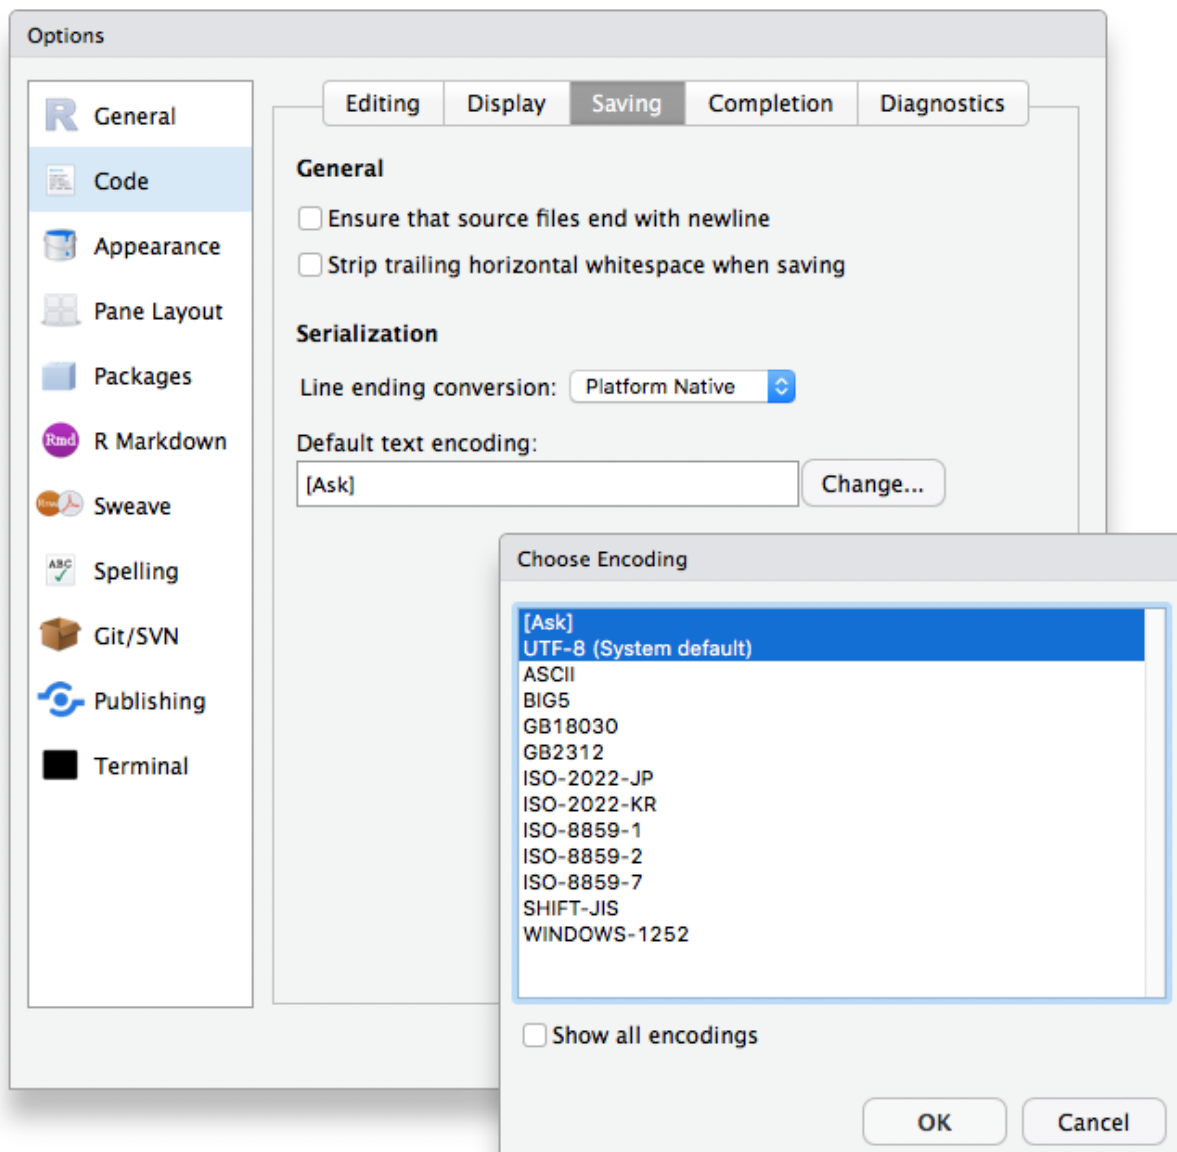 Options
General
Code
Appearance
Pane Layout
Packages
Rmd R Markdown
Sweave
ABC Spelling
Git/SVN
Publishing
Terminal
Editing Display Saving Completion Diagnostics
General
Ensure that source files end with newline
Strip trailing horizontal whitespace when saving
Serialization
Line ending conversion: Platform Native
Default text encoding:
[Ask] Change...
Choose Encoding
[Ask]
UTF-8 (System default)
ASCII
BIG5
GB18030
GB2312
ISO-2022-JP
ISO-2022-KR
ISO-8859-1
ISO-8859-2
ISO-8859-7
SHIFT-JIS
WINDOWS-1252
Show all encodings
OK Cancel